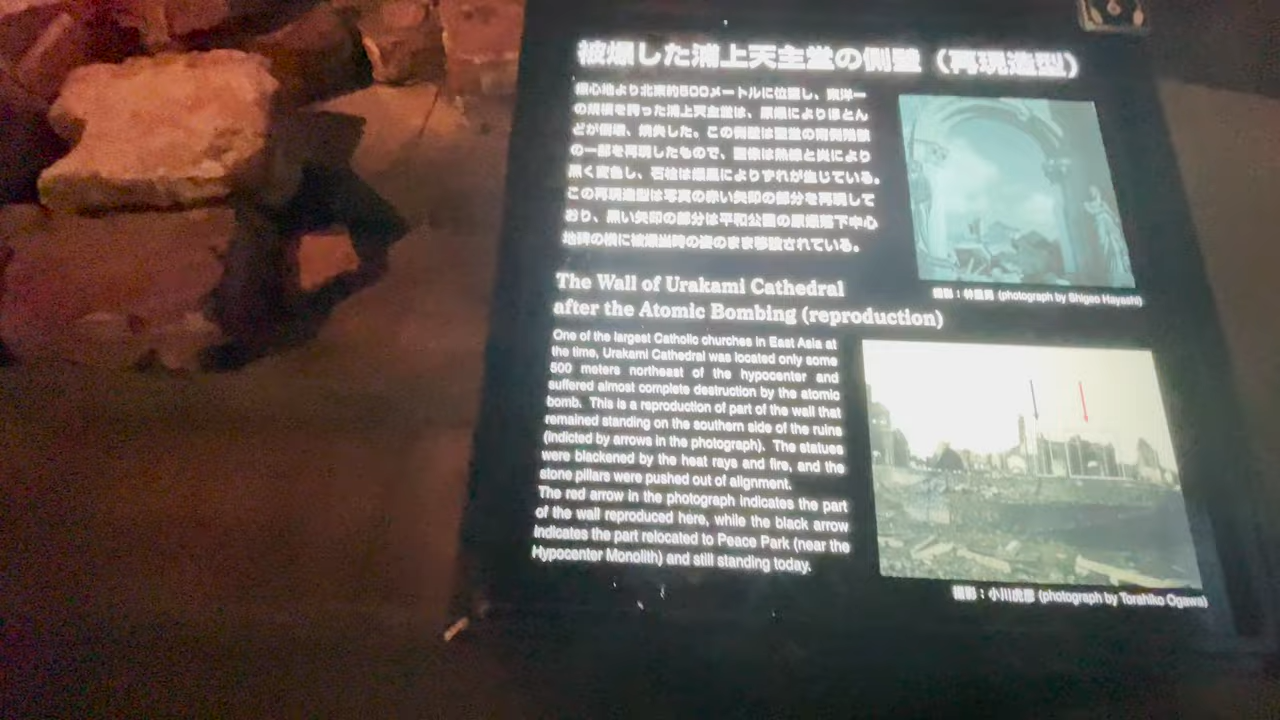 被爆した浦上天主堂の側壁（再現造型）
爆心地より北東約500メートルに位置し、東洋一
の規模を誇った浦上天主堂は、原爆によりほとん
どが倒壊、焼失した。この側壁は聖堂の南側残骸
の一部を再現したもので、聖像は熱線と炎により
黒く変色し、石柱は爆風によりずれが生じている。
この再現造型は写真の赤い矢印の部分を再現して
おり、黒い矢印の部分は平和公園の原爆落下中心
地碑の横に被爆当時の姿のまま移設されている。
撮影：林重男 (photograph by Shigeo Hayashi)
The Wall of Urakami Cathedral
after the Atomic Bombing (reproduction)
One of the largest Catholic churches in East Asia at
the time, Urakami Cathedral was located only some
500 meters northeast of the hypocenter and
suffered almost complete destruction by the atomic
bomb. This is a reproduction of part of the wall that
remained standing on the southern side of the ruins
(indicted by arrows in the photograph). The statues
were blackened by the heat rays and fire, and the
stone pillars were pushed out of alignment.
The red arrow in the photograph indicates the part
of the wall reproduced here, while the black arrow
indicates the part relocated to Peace Park (near the
Hypocenter Monolith) and still standing today.
撮影：小川虎彦 (photograph by Torahiko Ogawa)